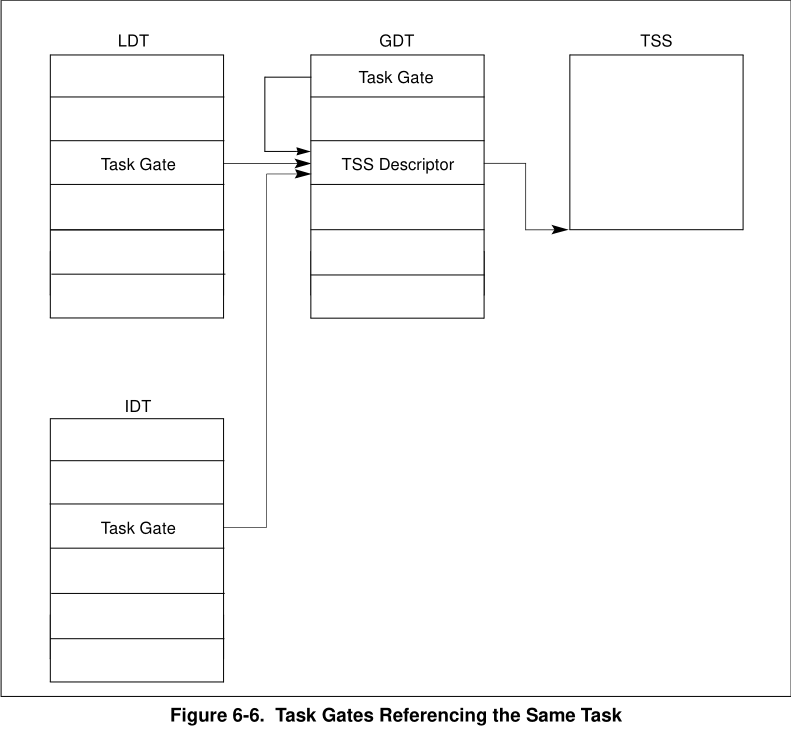 LDT
GDT
TSS
Task Gate
Task Gate
TSS Descriptor
IDT
Task Gate
Figure 6-6. Task Gates Referencing the Same Task